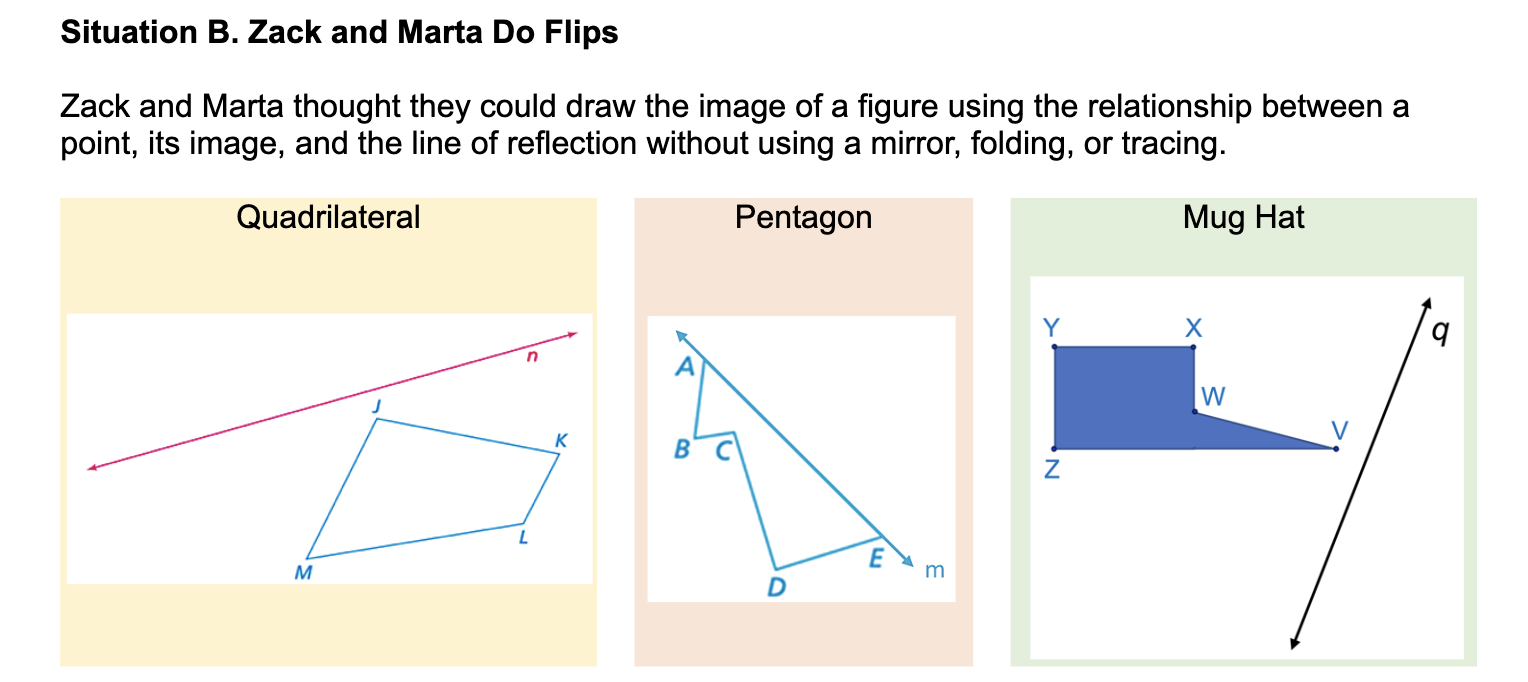 Situation B. Zack and Marta Do Flips
Zack and Marta thought they could draw the image of a figure using the relationship between a
point, its image, and the line of reflection without using a mirror, folding, or tracing.
Quadrilateral
n
J
K
L
M
Pentagon
A
B C
D
E
m
Mug Hat
Y
X
q
W
V
Z